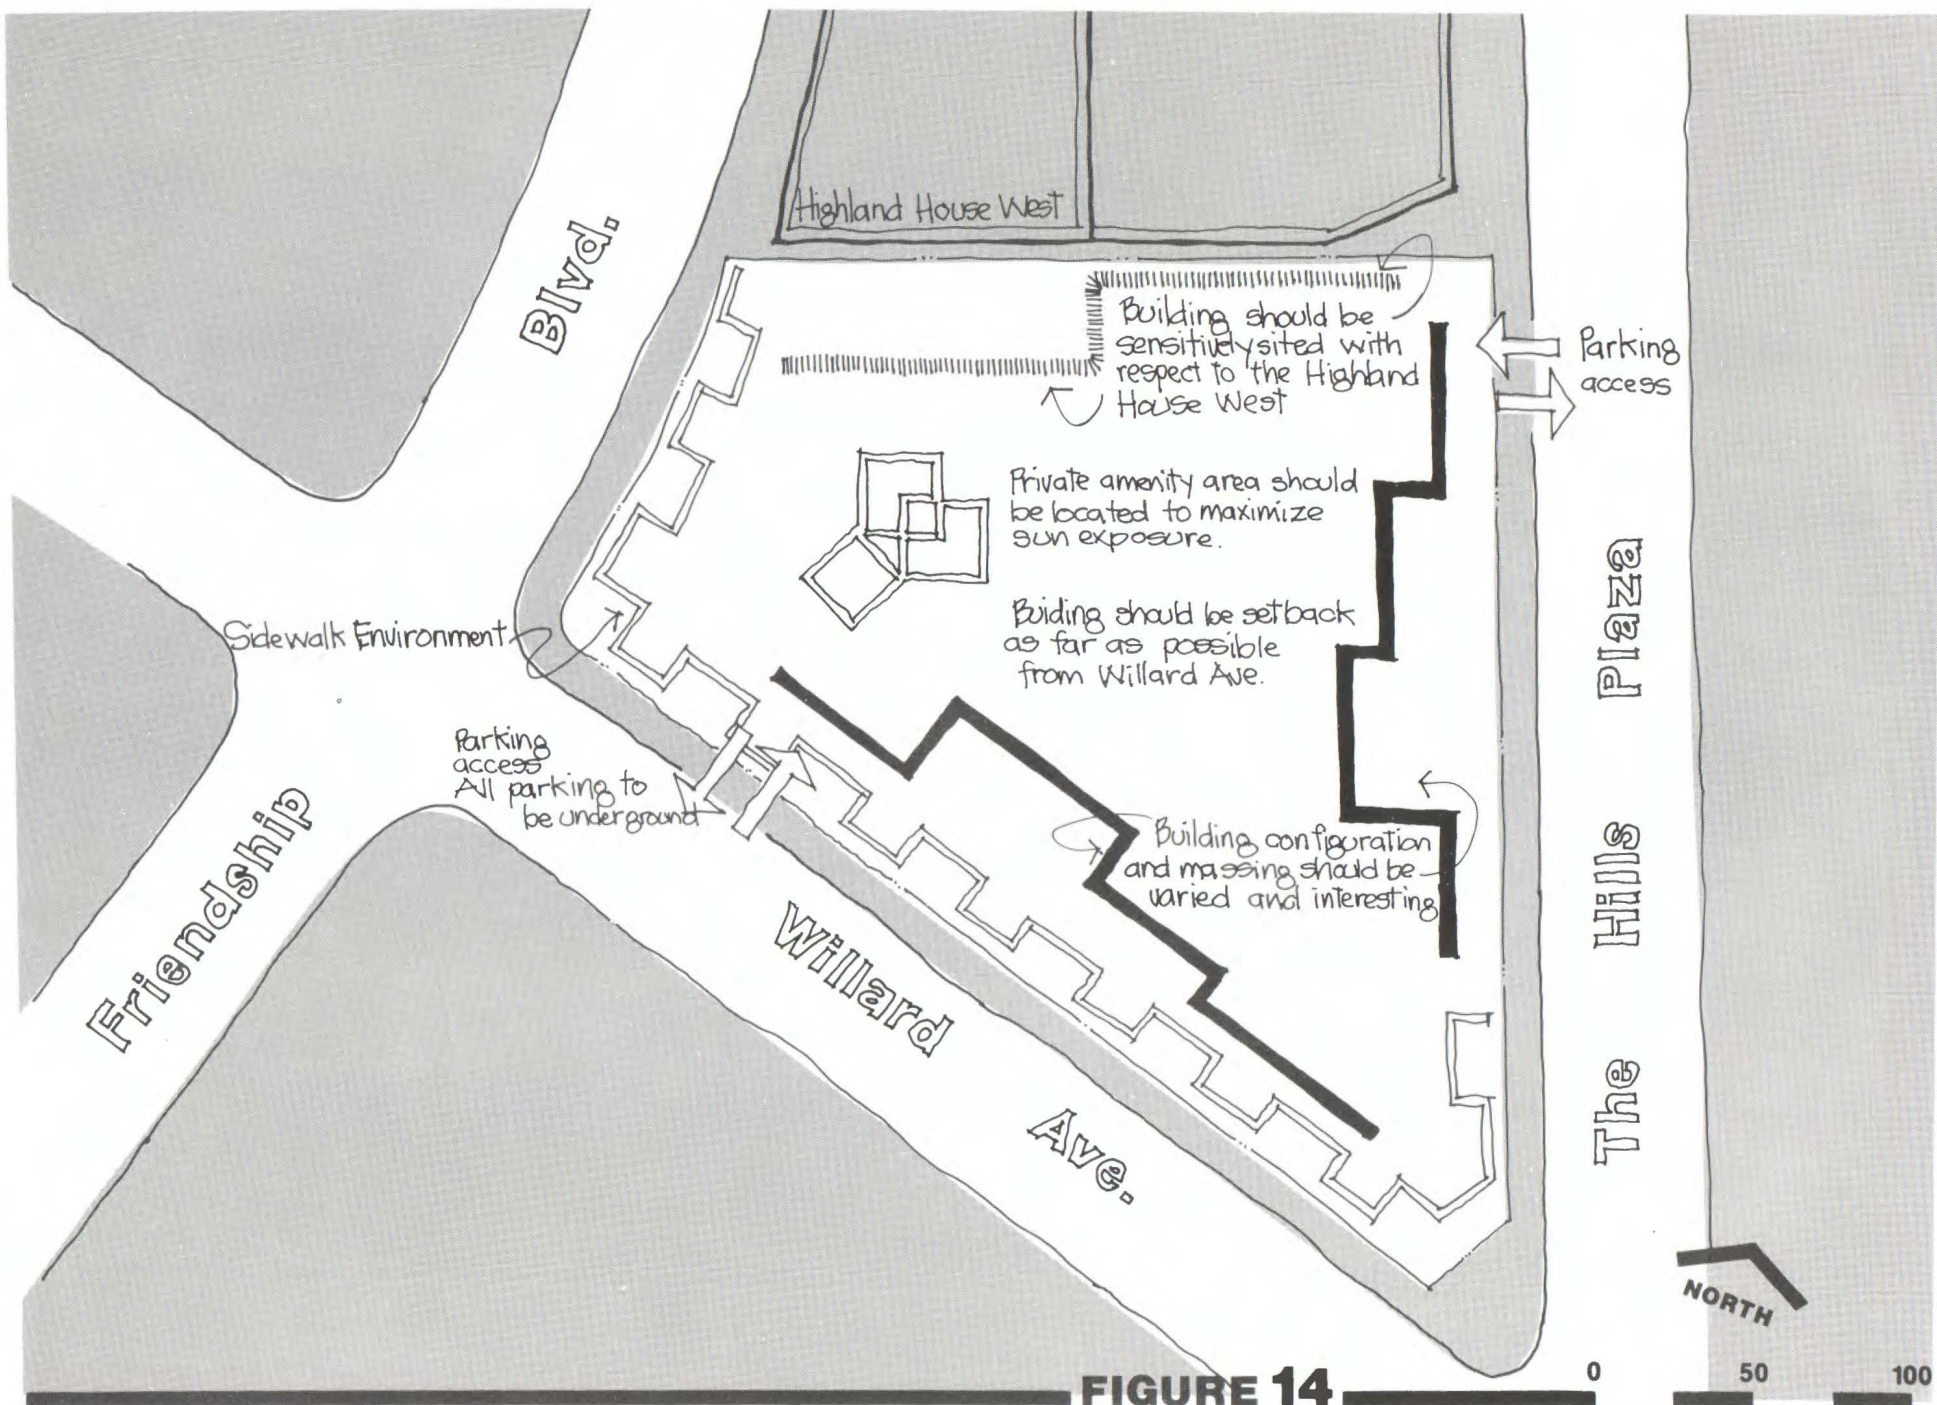 Highland House West
Blvd.
Building should be
sensitively sited with
respect to the Highland
House West
Parking
access
Private amenity area should
be located to maximize
sun exposure.
Buiding should be setback
as far as possible
from Willard Ave.
Sidewalk Environment
Parking
access
All parking to
be underground
Building configuration
and massing should be
varied and interesting
Friendship
Willard
Ave.
The Hills Plaza
NORTH
FIGURE 14
0 50 100